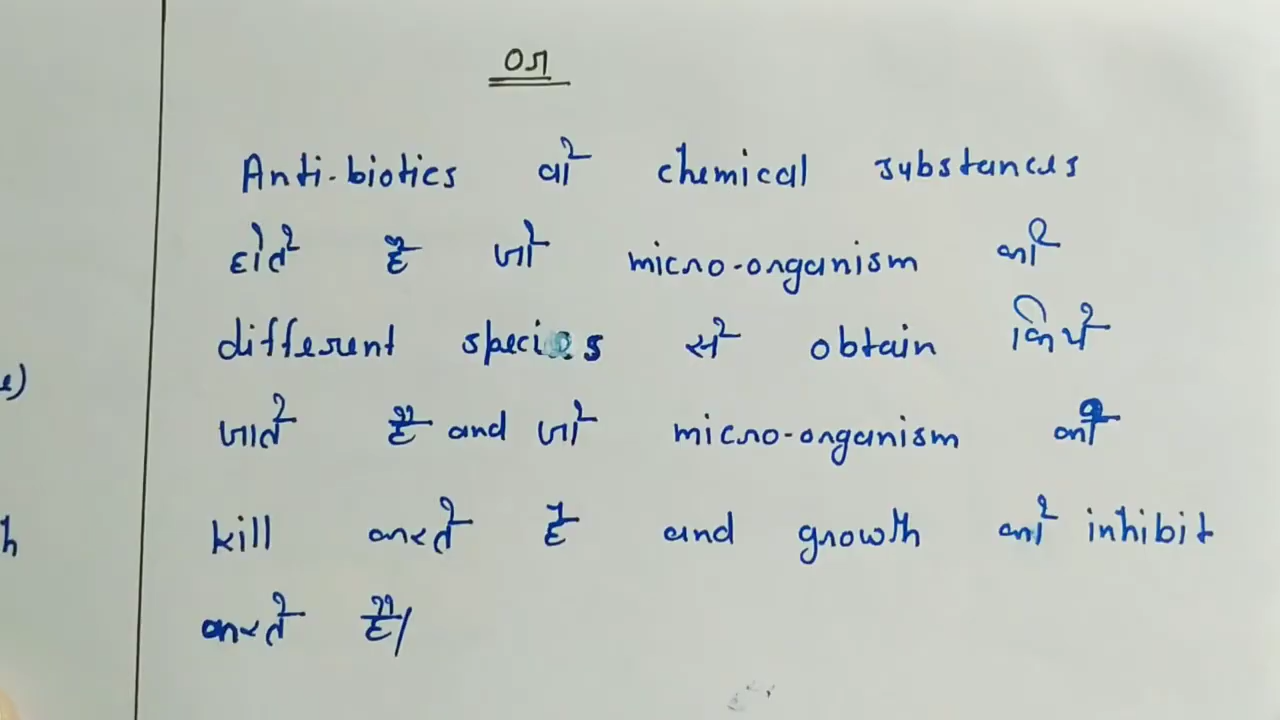 or
Anti-biotics वो chemical substances
होते है जो micro-organism की
different species से obtain किये
जाते हैं and जो micro-organism को
e)
kill करते है and growth को inhibit
h
करते हैं/